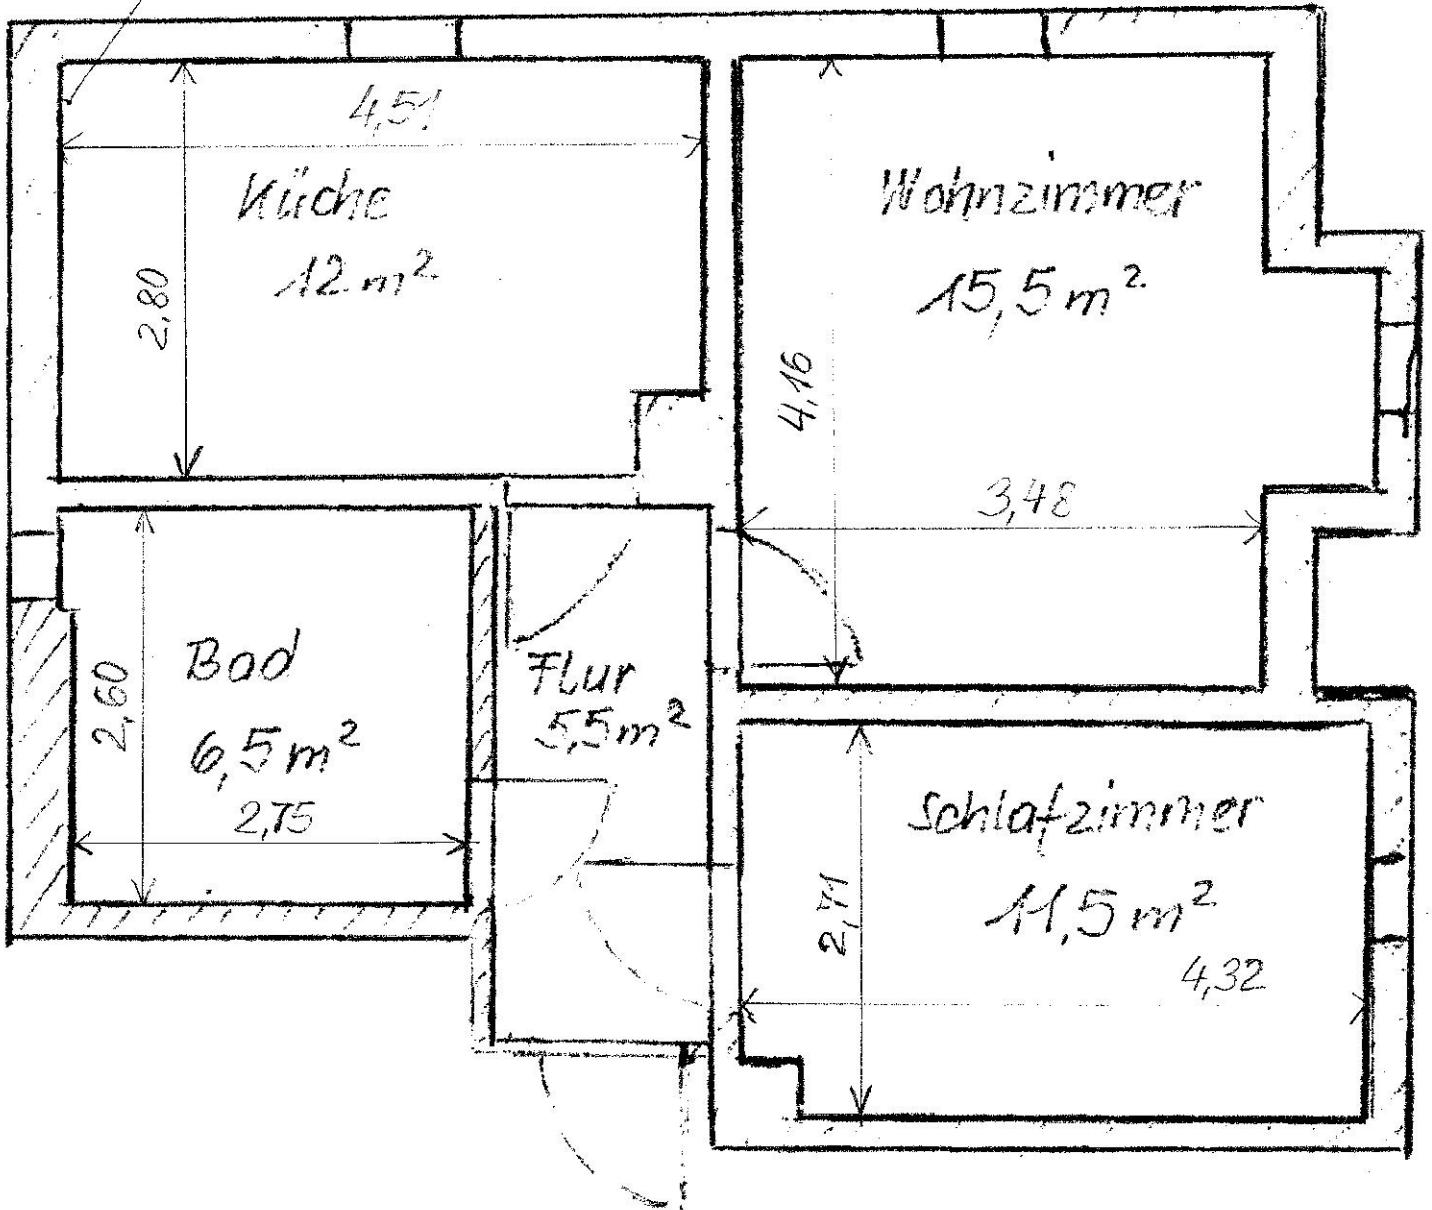 4,51
Küche
12 m²
2,80
Wohnzimmer
15,5 m²
4,16
3,48
Bad
6,5 m²
2,60
2,75
Flur
5,5 m²
Schlafzimmer
11,5 m²
2,71
4,32